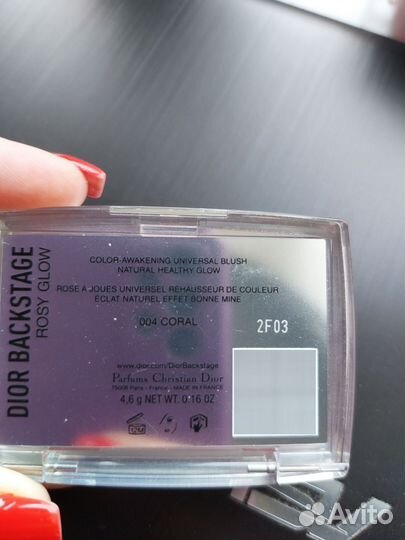 DIOR BACKSTAGE
ROSY GLOW
COLOR-AWAKENING UNIVERSAL BLUSH
NATURAL HEALTHY GLOW
ROSE A JOUES UNIVERSEL REHAUSSEUR DE COULEUR
ÉCLAT NATUREL EFFET BONNE MINE
004 CORAL
2F03
www.dior.com/DiorBackstage
Parfums Christian Dior
75008 Paris - France - MADE IN FRANCE
4,6 g NET WT. 0.16 OZ
Avito